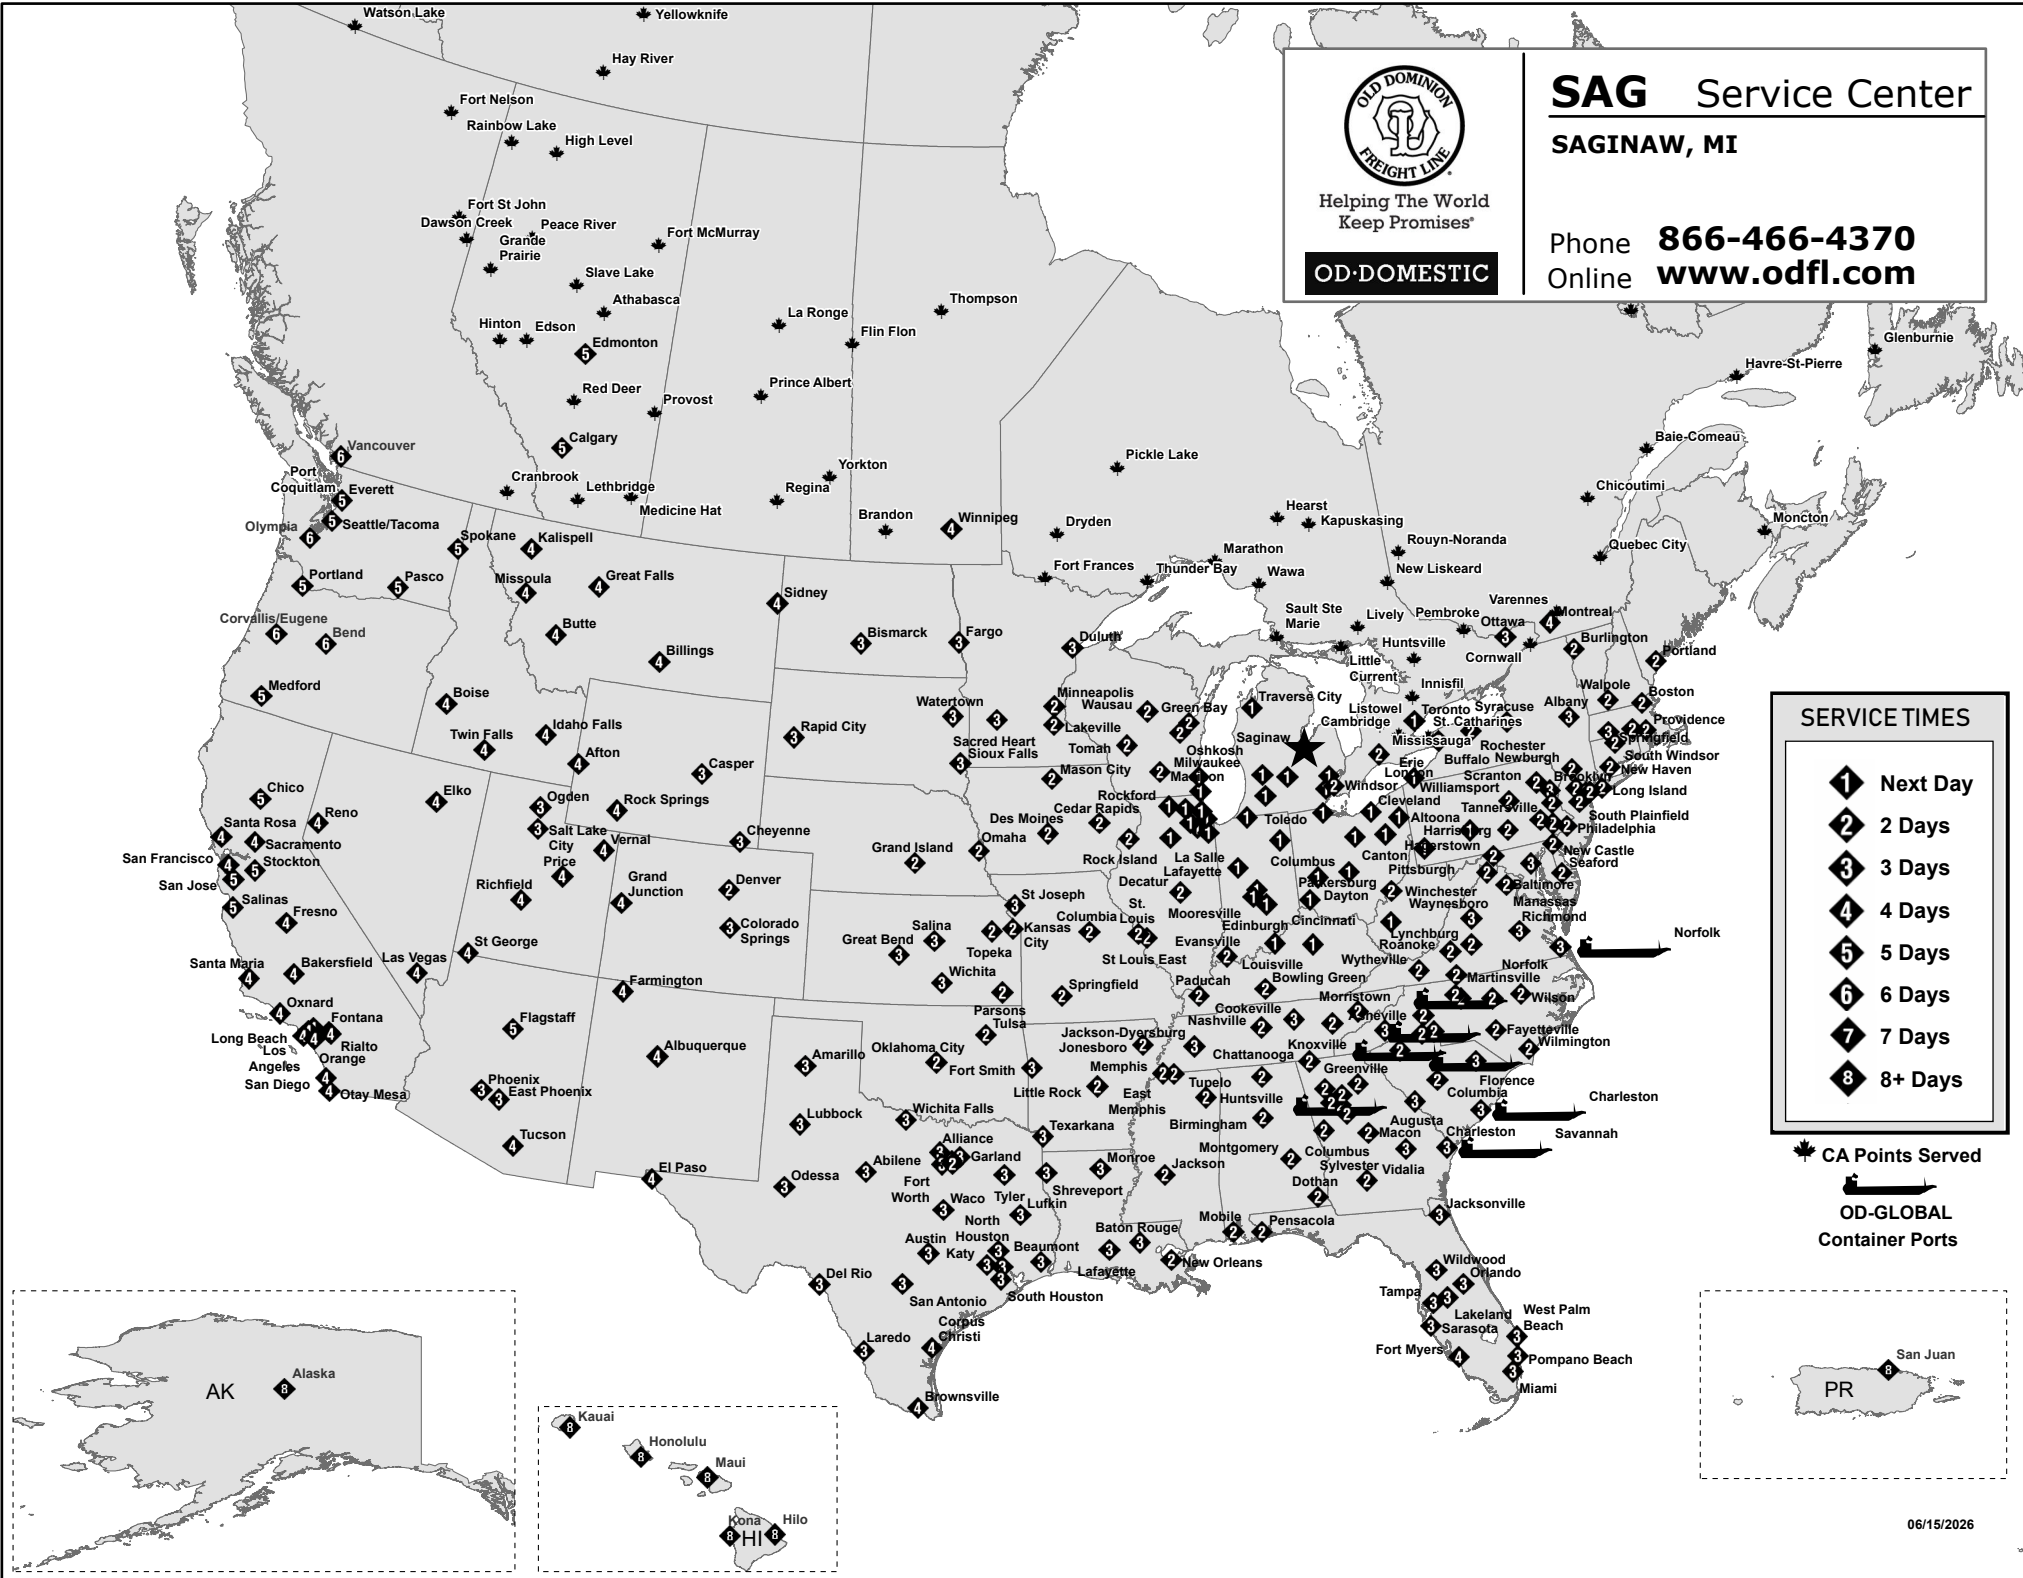 Watson Lake
Yellowknife
Hay River
Fort Nelson
Rainbow Lake
High Level
Fort St John
Dawson Creek
Peace River
Grande
Prairie
Fort McMurray
Slave Lake
Athabasca
Hinton
Edson
Edmonton
La Ronge
Flin Flon
Thompson
Red Deer
Provost
Prince Albert
Calgary
Yorkton
Cranbrook
Lethbridge
Medicine Hat
Regina
Brandon
Winnipeg
Pickle Lake
Dryden
Fort Frances
Thunder Bay
Marathon
Wawa
Hearst
Kapuskasing
Rouyn-Noranda
New Liskeard
Sault Ste
Marie
Lively
Little
Current
Huntsville
Pembroke
Ottawa
Varennes
Montreal
Cornwall
Innisfil
Listowel
Cambridge
Toronto
St. Catharines
Mississauga
London
Windsor
Glenburnie
Havre-St-Pierre
Baie-Comeau
Chicoutimi
Moncton
Quebec City
OLD DOMINION
FREIGHT LINE
Helping The World
Keep Promises®
OD·DOMESTIC
SAG Service Center
SAGINAW, MI
Phone 866-466-4370
Online www.odfl.com
Vancouver
Port
Coquitlam
Everett
Seattle/Tacoma
Olympia
Spokane
Kalispell
Portland
Pasco
Missoula
Great Falls
Corvallis/Eugene
Bend
Butte
Billings
Medford
Boise
Idaho Falls
Twin Falls
Afton
Sidney
Bismarck
Fargo
Duluth
Rapid City
Watertown
Sacred Heart
Sioux Falls
Minneapolis
Wausau
Lakeville
Tomah
Green Bay
Oshkosh
Milwaukee
Madison
Traverse City
Saginaw
Casper
Chico
Reno
Elko
Ogden
Rock Springs
Santa Rosa
Sacramento
San Francisco
Stockton
San Jose
Salinas
Fresno
Salt Lake
City
Vernal
Price
Richfield
Cheyenne
Grand
Junction
Denver
Colorado
Springs
St George
Las Vegas
Santa Maria
Bakersfield
Oxnard
Fontana
Long Beach
Rialto
Los
Angeles
Orange
San Diego
Otay Mesa
Flagstaff
Phoenix
East Phoenix
Tucson
Farmington
Albuquerque
El Paso
Mason City
Rockford
Cedar Rapids
Des Moines
Omaha
Grand Island
Rock Island
La Salle
Lafayette
Decatur
St Joseph
Columbia
St.
Louis
Kansas
City
Topeka
Salina
Great Bend
Wichita
St Louis East
Mooresville
Edinburgh
Evansville
Louisville
Springfield
Parsons
Tulsa
Paducah
Bowling Green
Toledo
Cleveland
Columbus
Canton
Parkersburg
Dayton
Cincinnati
Pittsburgh
Altoona
Harrisburg
Hagerstown
Erie
Buffalo
Williamsport
Rochester
Newburgh
Scranton
Syracuse
Albany
Burlington
Portland
Walpole
Boston
Providence
Springfield
South Windsor
New Haven
Brooklyn
Long Island
Tannersville
South Plainfield
Philadelphia
New Castle
Seaford
Baltimore
Manassas
Winchester
Waynesboro
Richmond
Lynchburg
Roanoke
Wytheville
Norfolk
Norfolk
Martinsville
Wilson
Morristown
Asheville
Fayetteville
Wilmington
Cookeville
Nashville
Jackson-Dyersburg
Jonesboro
Chattanooga
Knoxville
Greenville
Memphis
East
Memphis
Tupelo
Huntsville
Birmingham
Florence
Columbia
Charleston
Charleston
Savannah
Augusta
Macon
Montgomery
Columbus
Sylvester
Vidalia
Dothan
Amarillo
Oklahoma City
Fort Smith
Little Rock
Lubbock
Wichita Falls
Texarkana
Alliance
Garland
Abilene
Fort
Worth
Odessa
Waco
Tyler
Lufkin
Monroe
Shreveport
Jackson
North
Houston
Austin
Katy
Beaumont
Baton Rouge
Lafayette
New Orleans
Mobile
Pensacola
Jacksonville
Del Rio
San Antonio
South Houston
Corpus
Christi
Laredo
Brownsville
Wildwood
Orlando
Tampa
Lakeland
Sarasota
West Palm
Beach
Fort Myers
Pompano Beach
Miami
SERVICE TIMES
1 Next Day
2 2 Days
3 3 Days
4 4 Days
5 5 Days
6 6 Days
7 7 Days
8 8+ Days
CA Points Served
OD-GLOBAL
Container Ports
AK
Alaska
8
Kauai
8
Honolulu
8
Maui
8
Kona
8
HI
Hilo
8
San Juan
8
PR
06/15/2026